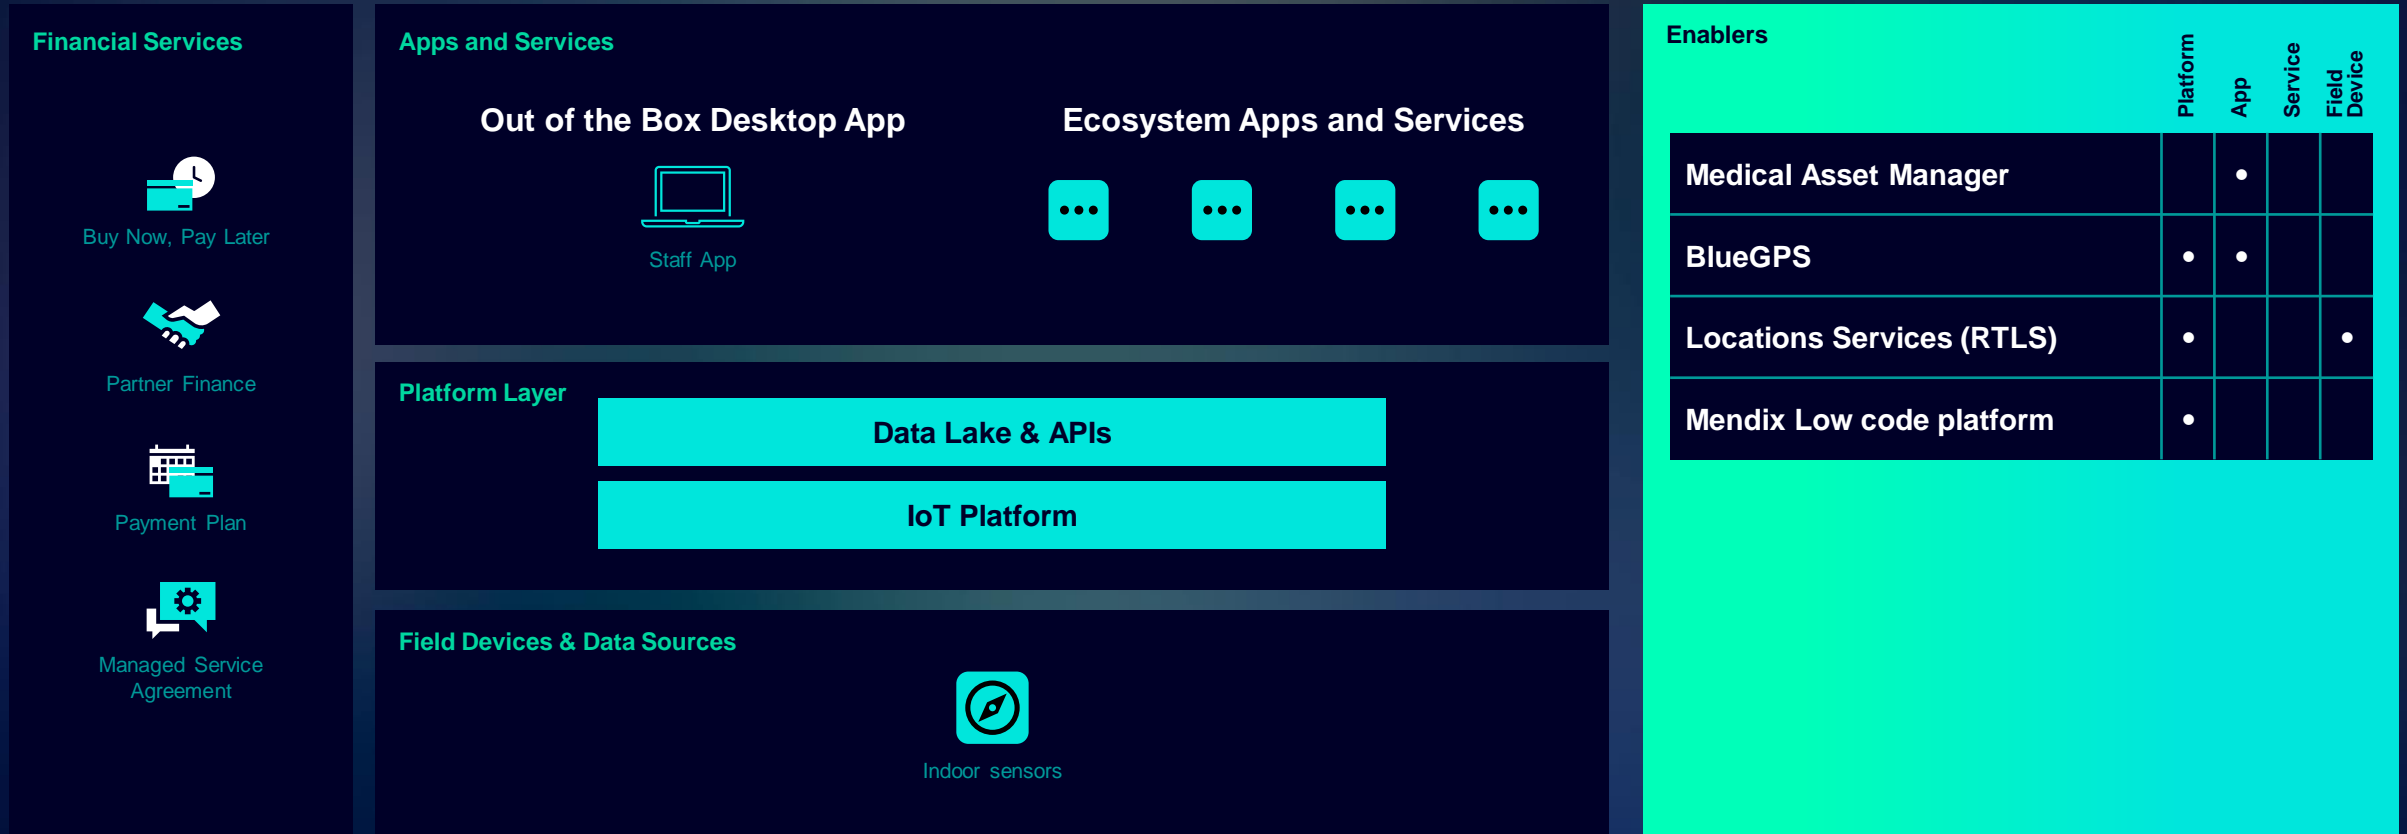 Financial Services
Buy Now, Pay Later
Partner Finance
Payment Plan
Managed Service
Agreement
Apps and Services
Out of the Box Desktop App
Staff App
Ecosystem Apps and Services
Platform Layer
Data Lake & APIs
IoT Platform
Field Devices & Data Sources
Indoor sensors
Enablers
Platform
App
Service
Field
Device
Medical Asset Manager
BlueGPS
Locations Services (RTLS)
Mendix Low code platform